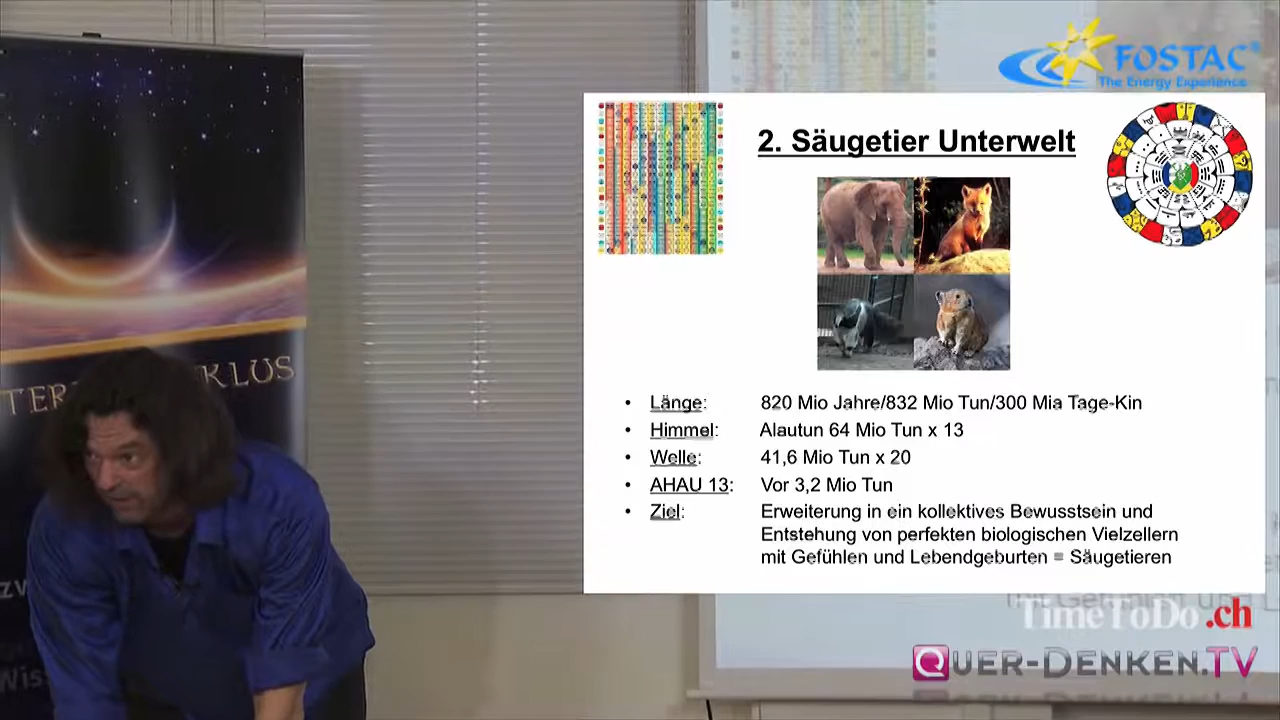 FOSTAC®
The Energy Experience
2. Säugetier Unterwelt
KLUS
• Länge: 820 Mio Jahre/832 Mio Tun/300 Mia Tage-Kin
• Himmel: Alautun 64 Mio Tun x 13
• Welle: 41,6 Mio Tun x 20
• AHAU 13: Vor 3,2 Mio Tun
• Ziel: Erweiterung in ein kollektives Bewusstsein und
Entstehung von perfekten biologischen Vielzellern
mit Gefühlen und Lebendgeburten = Säugetieren
TimeToDo.ch
QUER-DENKEN.TV